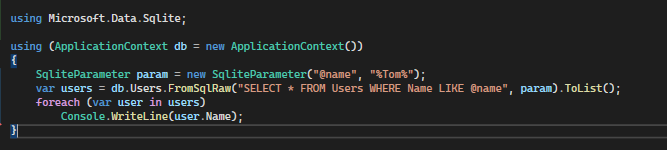 using Microsoft.Data.Sqlite;
using (ApplicationContext db = new ApplicationContext())
{
    SqliteParameter param = new SqliteParameter("@name", "%Tom%");
    var users = db.Users.FromSqlRaw("SELECT * FROM Users WHERE Name LIKE @name", param).ToList();
    foreach (var user in users)
        Console.WriteLine(user.Name);
}